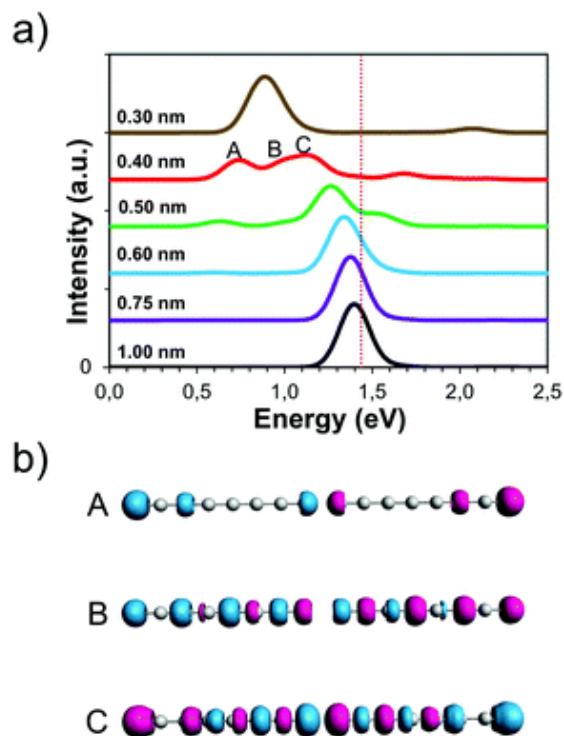 a)
Intensity (a.u.)
0.30 nm
0.40 nm
A B C
0.50 nm
0.60 nm
0.75 nm
1.00 nm
0
0,0 0,5 1,0 1,5 2,0 2,5
Energy (eV)
b)
A
B
C